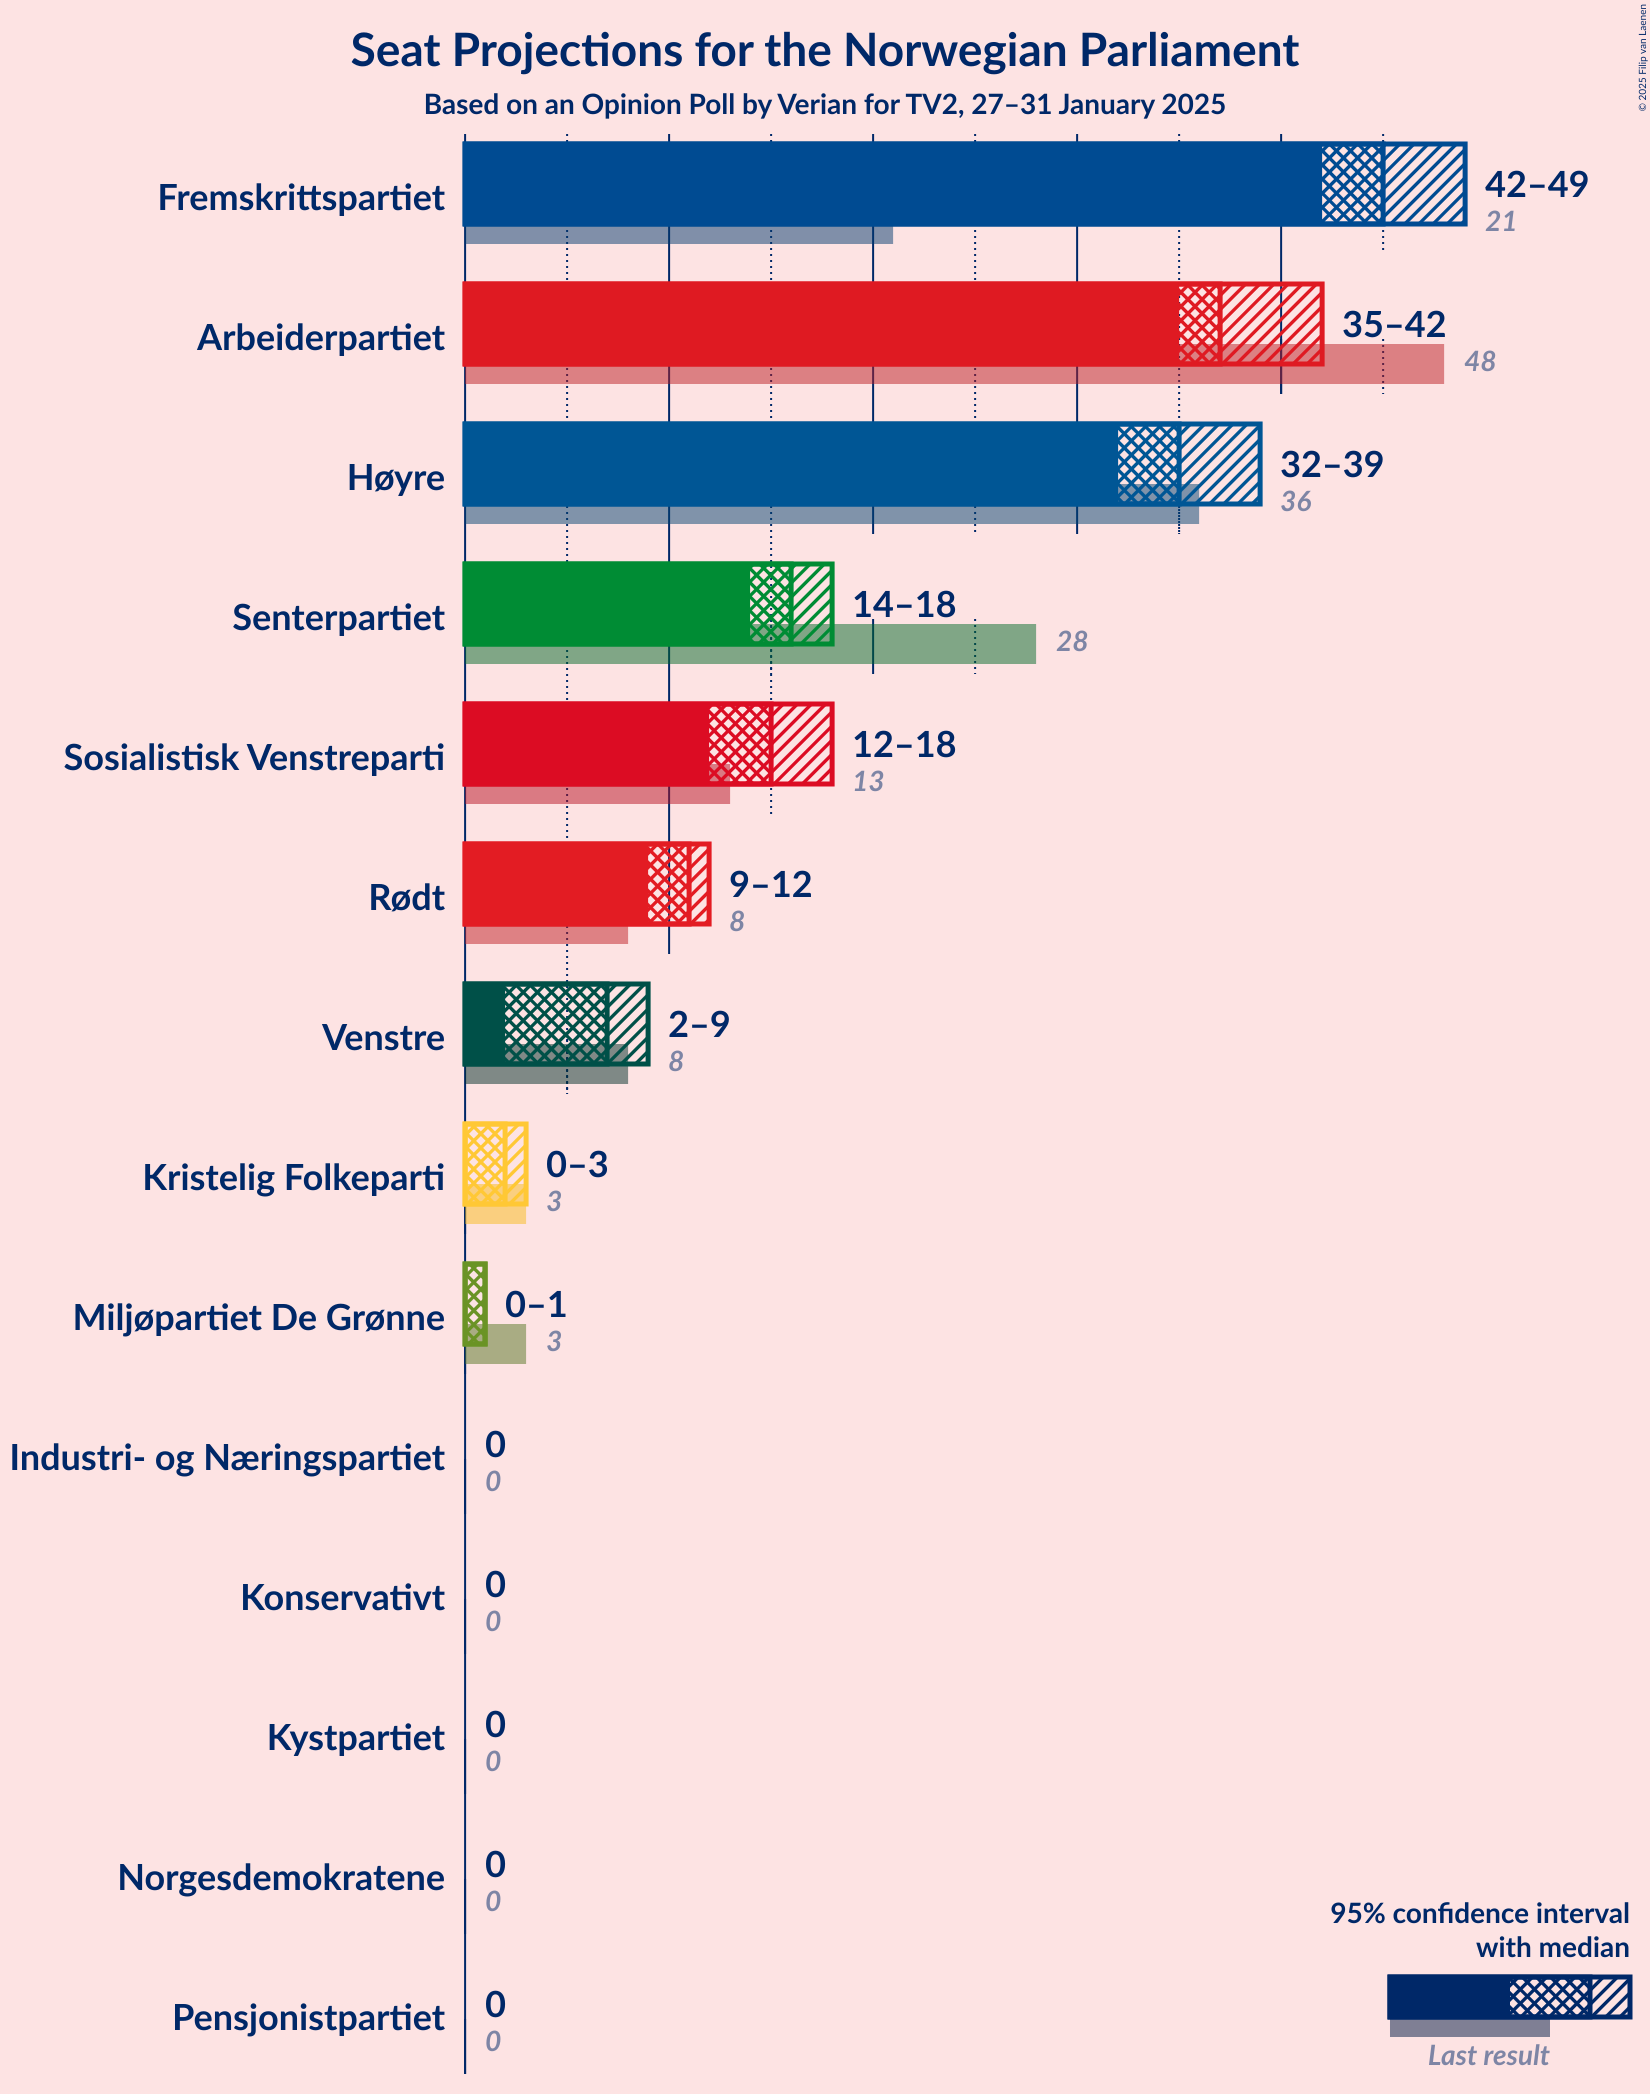 Seat Projections for the Norwegian Parliament
Based on an Opinion Poll by Verian for TV2, 27–31 January 2025
© 2025 Filip van Laenen
Fremskrittspartiet
42–49
21
Arbeiderpartiet
35–42
48
Høyre
32–39
36
Senterpartiet
14–18
28
Sosialistisk Venstreparti
12–18
13
Rødt
9–12
8
Venstre
2–9
8
Kristelig Folkeparti
0–3
3
Miljøpartiet De Grønne
0–1
3
Industri- og Næringspartiet
0
0
Konservativt
0
0
Kystpartiet
0
0
Norgesdemokratene
0
0
Pensjonistpartiet
0
0
95% confidence interval
with median
Last result